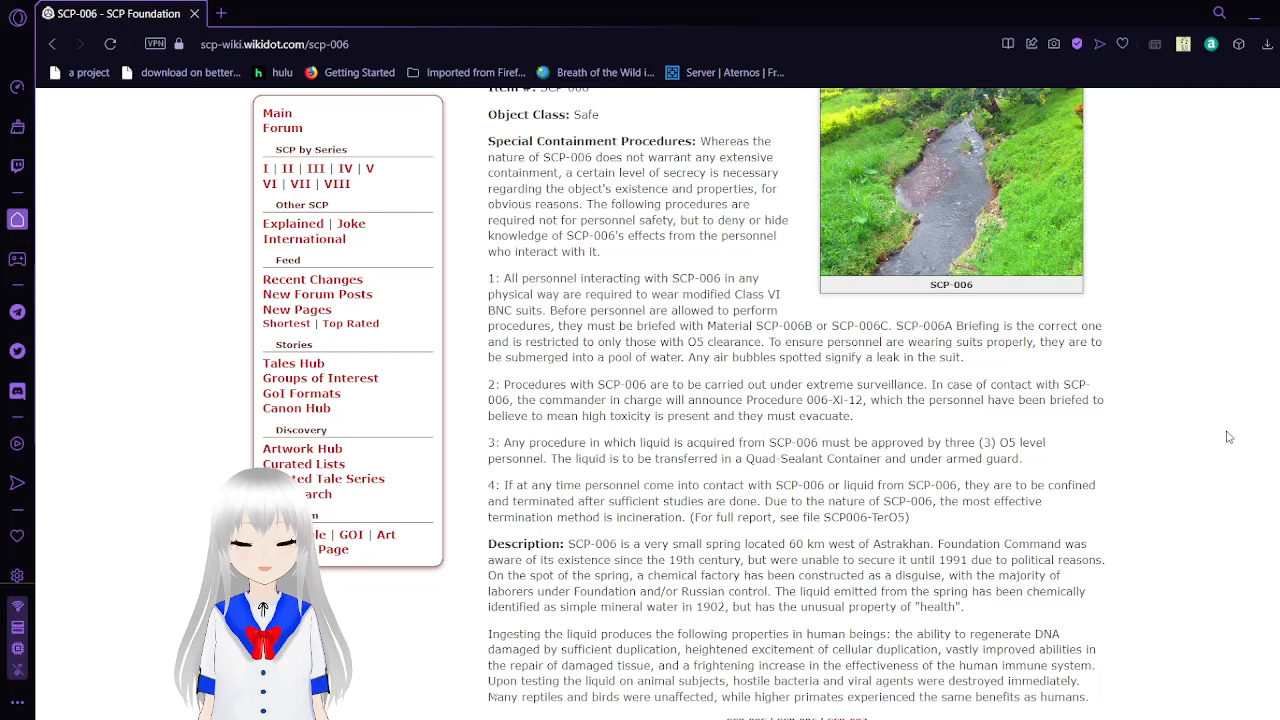 SCP-006 - SCP Foundation
VPN
scp-wiki.wikidot.com/scp-006
a project
download on better...
hulu
Getting Started
Imported from Firef...
Breath of the Wild i...
Server | Aternos | Fr...
Main
Forum
SCP by Series
I | II | III | IV | V
VI | VII | VIII
Other SCP
Explained | Joke
International
Feed
Recent Changes
New Forum Posts
New Pages
Shortest | Top Rated
Stories
Tales Hub
Groups of Interest
GoI Formats
Canon Hub
Discovery
Artwork Hub
Curated Lists
ted Tale Series
arch
m
le | GOI | Art
Page
Item #: SCP-006
Object Class: Safe
Special Containment Procedures: Whereas the
nature of SCP-006 does not warrant any extensive
containment, a certain level of secrecy is necessary
regarding the object's existence and properties, for
obvious reasons. The following procedures are
required not for personnel safety, but to deny or hide
knowledge of SCP-006's effects from the personnel
who interact with it.
SCP-006
1: All personnel interacting with SCP-006 in any
physical way are required to wear modified Class VI
BNC suits. Before personnel are allowed to perform
procedures, they must be briefed with Material SCP-006B or SCP-006C. SCP-006A Briefing is the correct one
and is restricted to only those with O5 clearance. To ensure personnel are wearing suits properly, they are to
be submerged into a pool of water. Any air bubbles spotted signify a leak in the suit.
2: Procedures with SCP-006 are to be carried out under extreme surveillance. In case of contact with SCP-
006, the commander in charge will announce Procedure 006-Xi-12, which the personnel have been briefed to
believe to mean high toxicity is present and they must evacuate.
3: Any procedure in which liquid is acquired from SCP-006 must be approved by three (3) O5 level
personnel. The liquid is to be transferred in a Quad-Sealant Container and under armed guard.
4: If at any time personnel come into contact with SCP-006 or liquid from SCP-006, they are to be confined
and terminated after sufficient studies are done. Due to the nature of SCP-006, the most effective
termination method is incineration. (For full report, see file SCP006-TerO5)
Description: SCP-006 is a very small spring located 60 km west of Astrakhan. Foundation Command was
aware of its existence since the 19th century, but were unable to secure it until 1991 due to political reasons.
On the spot of the spring, a chemical factory has been constructed as a disguise, with the majority of
laborers under Foundation and/or Russian control. The liquid emitted from the spring has been chemically
identified as simple mineral water in 1902, but has the unusual property of "health".
Ingesting the liquid produces the following properties in human beings: the ability to regenerate DNA
damaged by sufficient duplication, heightened excitement of cellular duplication, vastly improved abilities in
the repair of damaged tissue, and a frightening increase in the effectiveness of the human immune system.
Upon testing the liquid on animal subjects, hostile bacteria and viral agents were destroyed immediately.
Many reptiles and birds were unaffected, while higher primates experienced the same benefits as humans.